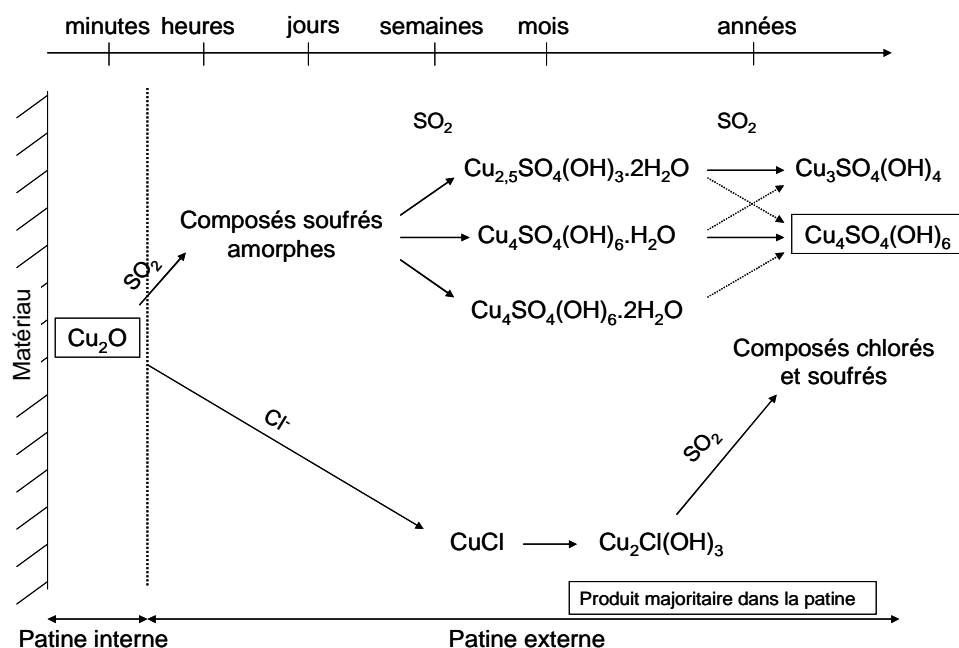 minutes heures jours semaines mois années
SO₂ SO₂
Cu₂,₅SO₄(OH)₃.2H₂O Cu₃SO₄(OH)₄
Composés soufrés
amorphes
Cu₄SO₄(OH)₆.H₂O Cu₄SO₄(OH)₆
SO₂
Cu₄SO₄(OH)₆.2H₂O
Matériau
Cu₂O
Composés chlorés
et soufrés
Cl⁻
SO₂
CuCl Cu₂Cl(OH)₃
Produit majoritaire dans la patine
Patine interne Patine externe